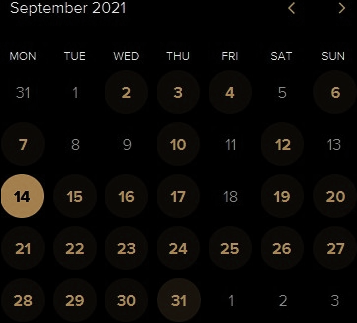 September 2021
MON TUE WED THU FRI SAT SUN
31 1 2 3 4 5 6
7 8 9 10 11 12 13
14 15 16 17 18 19 20
21 22 23 24 25 26 27
28 29 30 31 1 2 3